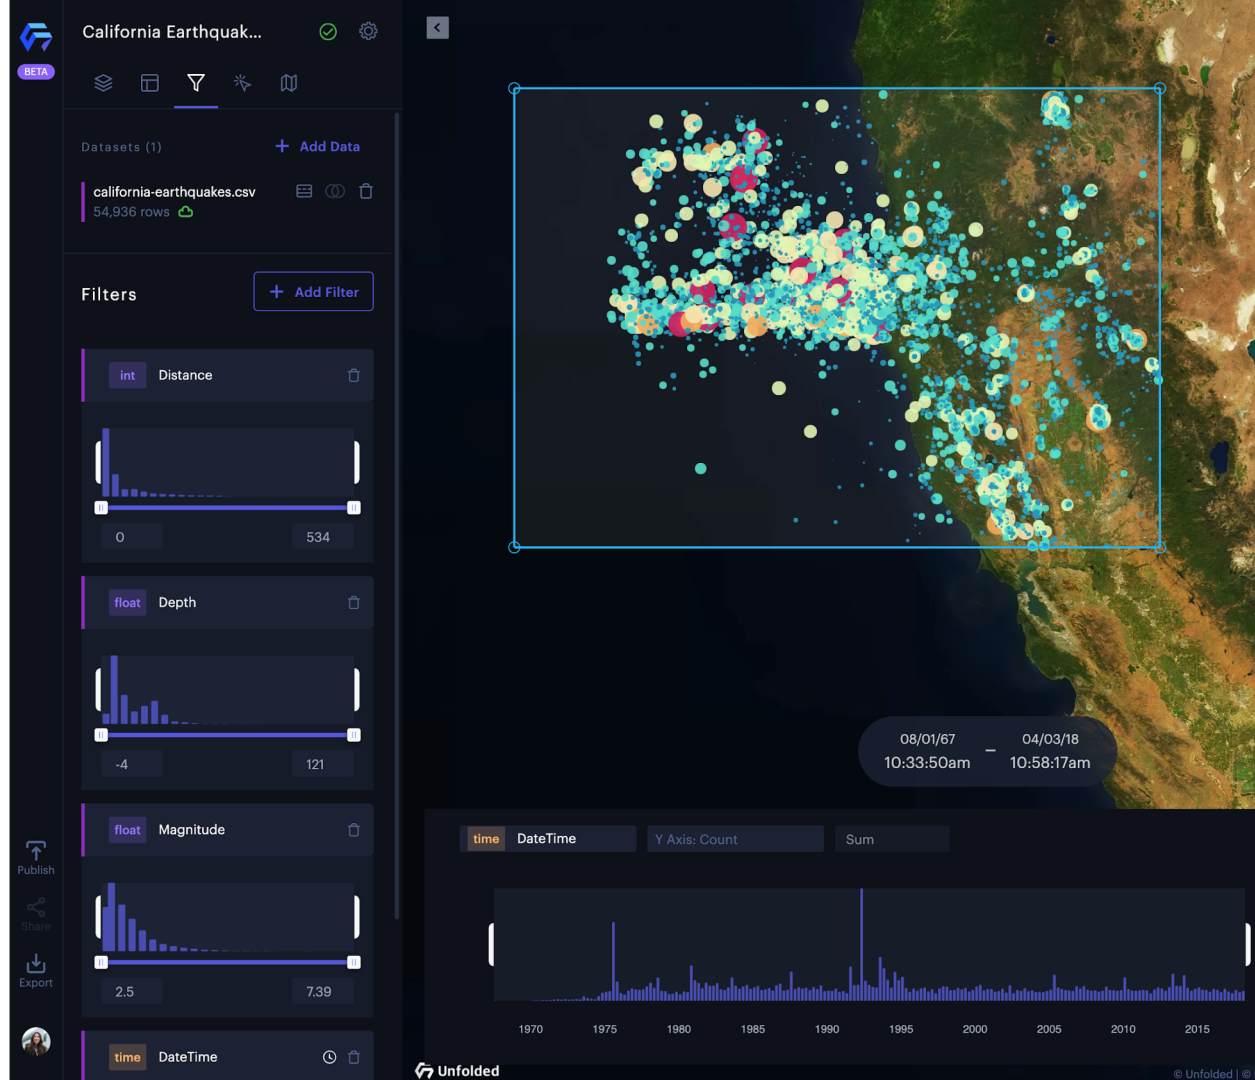 California Earthquak...
BETA
Datasets (1)
Add Data
california-earthquakes.csv
54,936 rows
Filters
Add Filter
int Distance
0 534
float Depth
-4 121
float Magnitude
2.5 7.39
time DateTime
Publish
Share
Export
08/01/67 – 04/03/18
10:33:50am 10:58:17am
time DateTime Y Axis: Count Sum
1970 1975 1980 1985 1990 1995 2000 2005 2010 2015
Unfolded
© Unfolded | ©